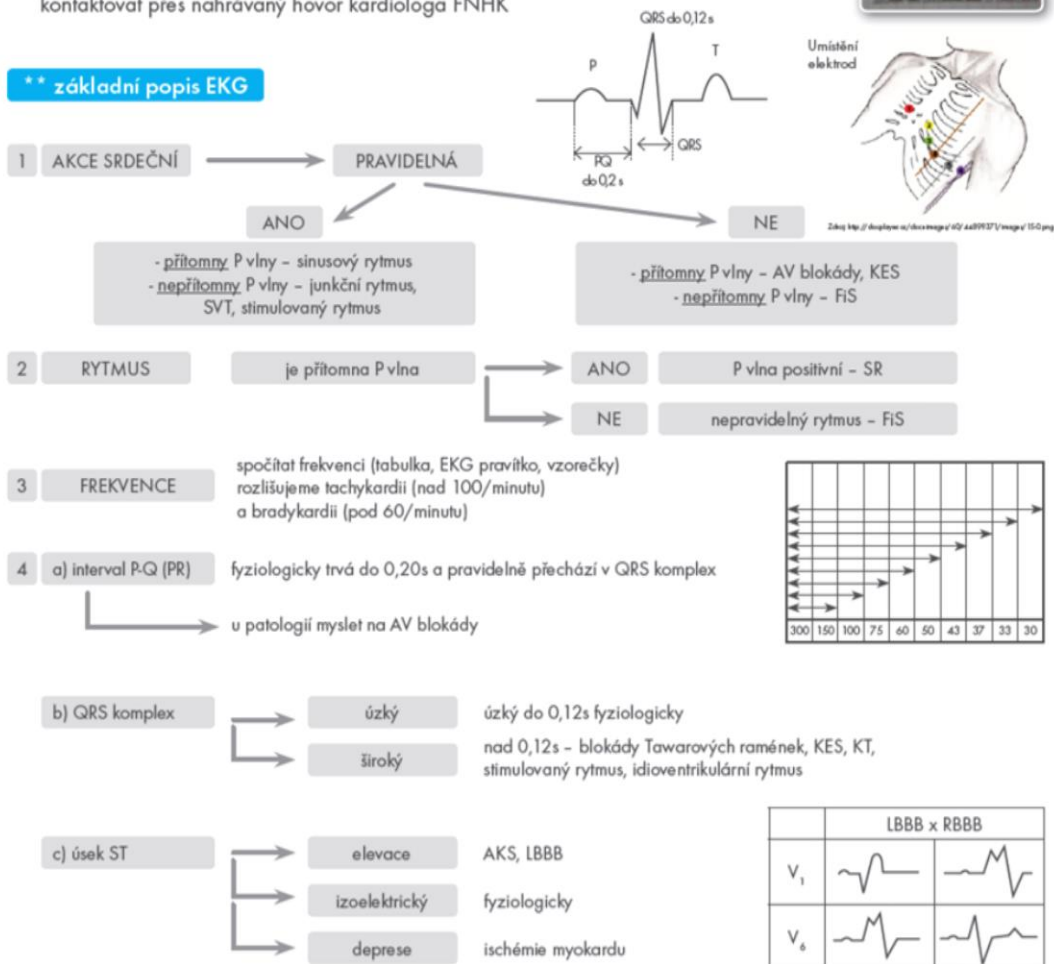 kontaktovat přes nahrávaný hovor kardiologa FNHK
** základní popis EKG
QRS do 0,12s
P
T
PQ
do 0,2 s
QRS
Umístění
elektrod
1 AKCE SRDEČNÍ PRAVIDELNÁ
ANO
NE
- přítomny P vlny – sinusový rytmus
- nepřítomny P vlny – junkční rytmus,
SVT, stimulovaný rytmus
- přítomny P vlny – AV blokády, KES
- nepřítomny P vlny – FiS
2 RYTMUS je přítomna P vlna ANO P vlna positivní – SR
NE nepravidelný rytmus – FiS
3 FREKVENCE
spočítat frekvenci (tabulka, EKG pravítko, vzorečky)
rozlišujeme tachykardii (nad 100/minutu)
a bradykardii (pod 60/minutu)
4 a) interval P-Q (PR) fyziologicky trvá do 0,20s a pravidelně přechází v QRS komplex
u patologií myslet na AV blokády
300 150 100 75 60 50 43 37 33 30
b) QRS komplex úzký úzký do 0,12s fyziologicky
široký nad 0,12s – blokády Tawarových ramének, KES, KT,
stimulovaný rytmus, idioventrikulární rytmus
c) úsek ST elevace AKS, LBBB
izoelektrický fyziologicky
deprese ischémie myokardu
LBBB x RBBB
V1
V6